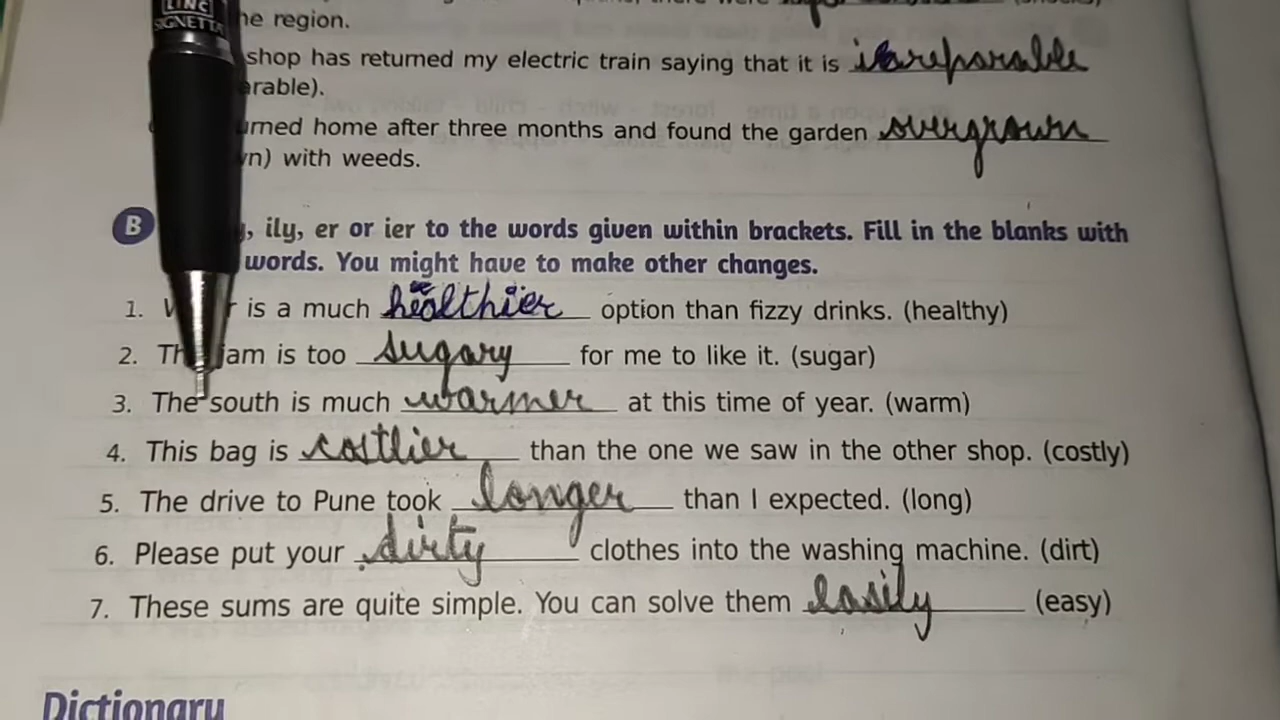 LINC
SIGNETTA
he region.
shop has returned my electric train saying that it is
arable).
urned home after three months and found the garden overgrown
wn) with weeds.
B , ily, er or ier to the words given within brackets. Fill in the blanks with
words. You might have to make other changes.
1. is a much healthier option than fizzy drinks. (healthy)
2. jam is too sugary for me to like it. (sugar)
3. The south is much warmer at this time of year. (warm)
4. This bag is costlier than the one we saw in the other shop. (costly)
5. The drive to Pune took longer than I expected. (long)
6. Please put your dirty clothes into the washing machine. (dirt)
7. These sums are quite simple. You can solve them easily (easy)
Dictionary